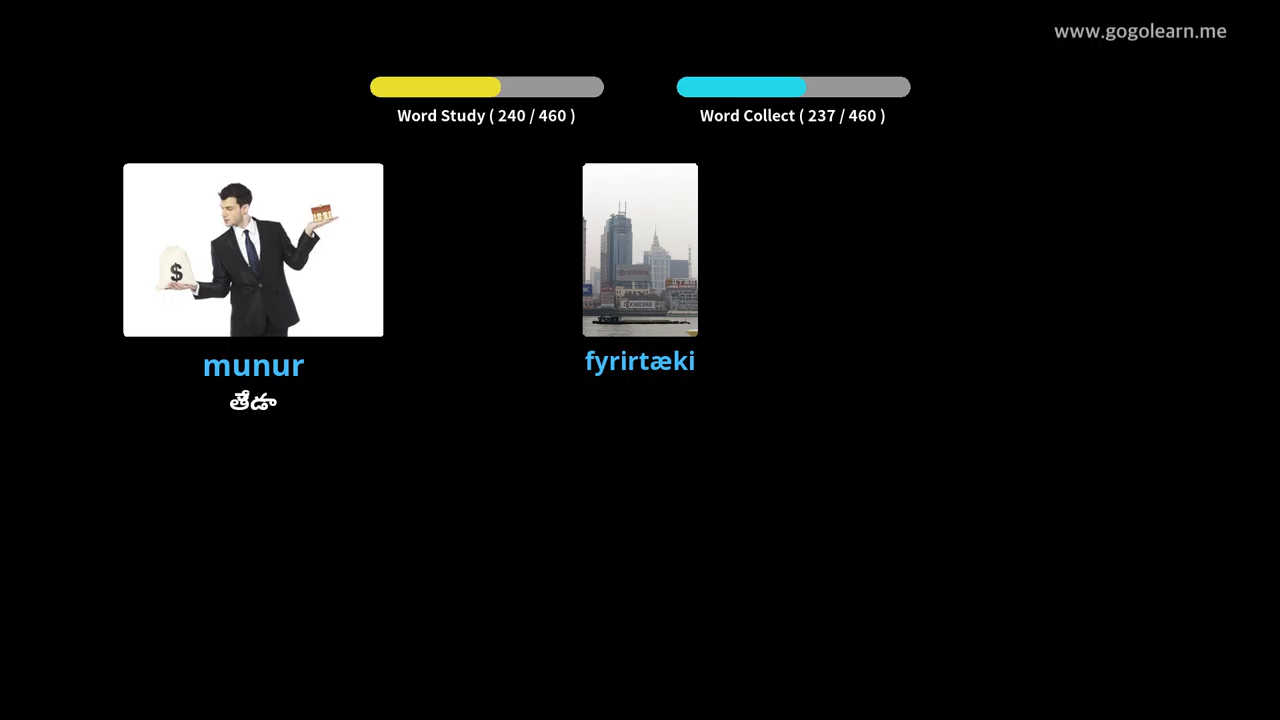 www.gogolearn.me
Word Study ( 240 / 460 )
Word Collect ( 237 / 460 )
$
munur
తేడా
fyrirtæki